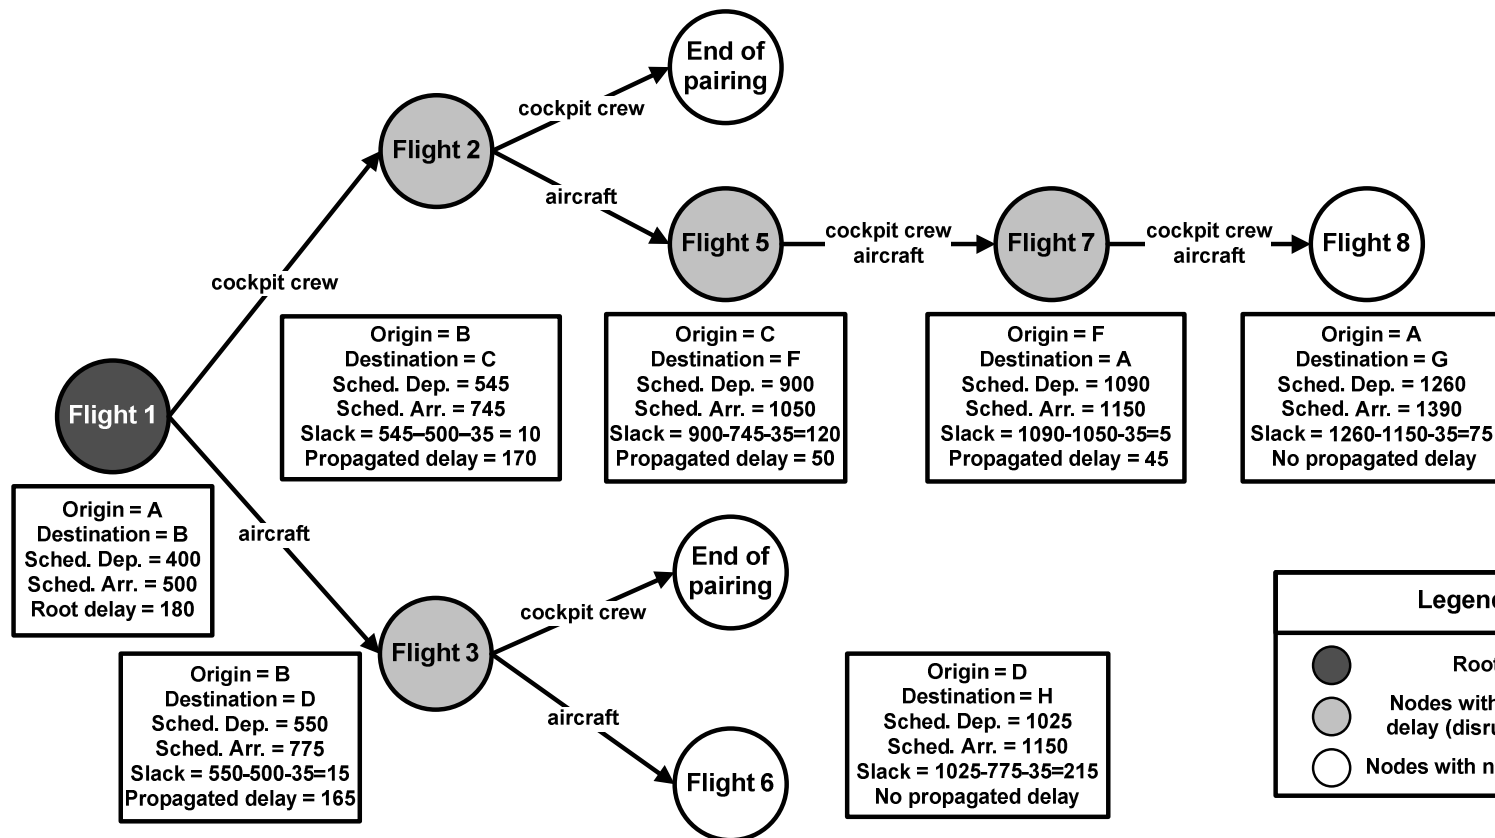 End of
pairing
cockpit crew
Flight 2
aircraft
Flight 5
cockpit crew
aircraft
Flight 7
cockpit crew
aircraft
Flight 8
cockpit crew
Origin = B
Destination = C
Sched. Dep. = 545
Sched. Arr. = 745
Slack = 545–500–35 = 10
Propagated delay = 170
Origin = C
Destination = F
Sched. Dep. = 900
Sched. Arr. = 1050
Slack = 900-745-35=120
Propagated delay = 50
Origin = F
Destination = A
Sched. Dep. = 1090
Sched. Arr. = 1150
Slack = 1090-1050-35=5
Propagated delay = 45
Origin = A
Destination = G
Sched. Dep. = 1260
Sched. Arr. = 1390
Slack = 1260-1150-35=75
No propagated delay
Flight 1
Origin = A
Destination = B
Sched. Dep. = 400
Sched. Arr. = 500
Root delay = 180
aircraft
End of
pairing
cockpit crew
Flight 3
aircraft
Flight 6
Origin = B
Destination = D
Sched. Dep. = 550
Sched. Arr. = 775
Slack = 550-500-35=15
Propagated delay = 165
Origin = D
Destination = H
Sched. Dep. = 1025
Sched. Arr. = 1150
Slack = 1025-775-35=215
No propagated delay
Legen
Root
Nodes with
delay (disru
Nodes with n